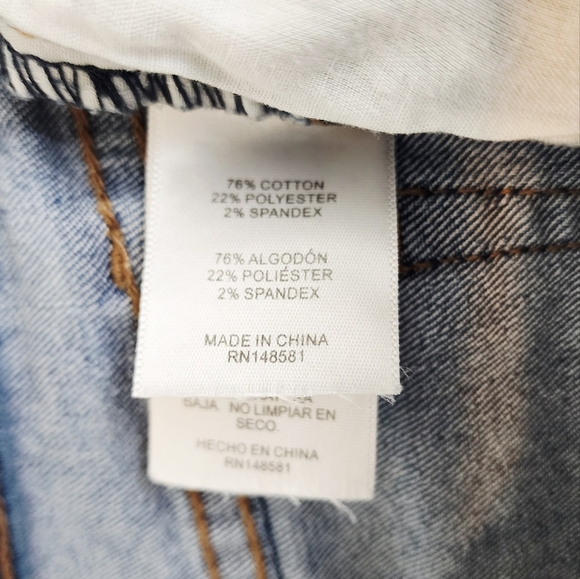 76% COTTON
22% POLYESTER
2% SPANDEX
76% ALGODÓN
22% POLIÉSTER
2% SPANDEX
MADE IN CHINA
RN148581
BAJA. NO LIMPIAR EN
SECO.
HECHO EN CHINA
RN148581